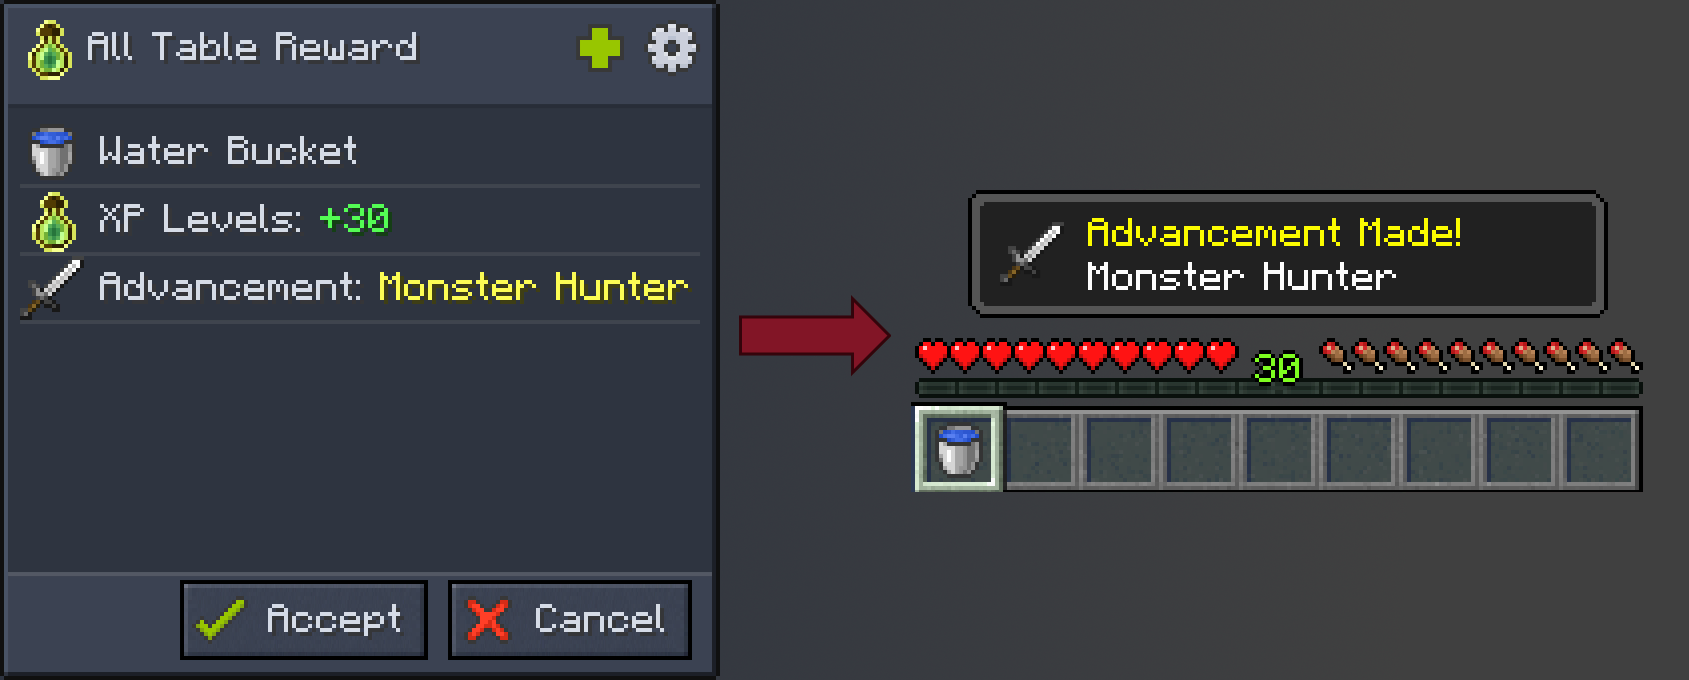 All Table Reward
Water Bucket
XP Levels: +30
Advancement: Monster Hunter
Accept
Cancel
Advancement Made!
Monster Hunter
30